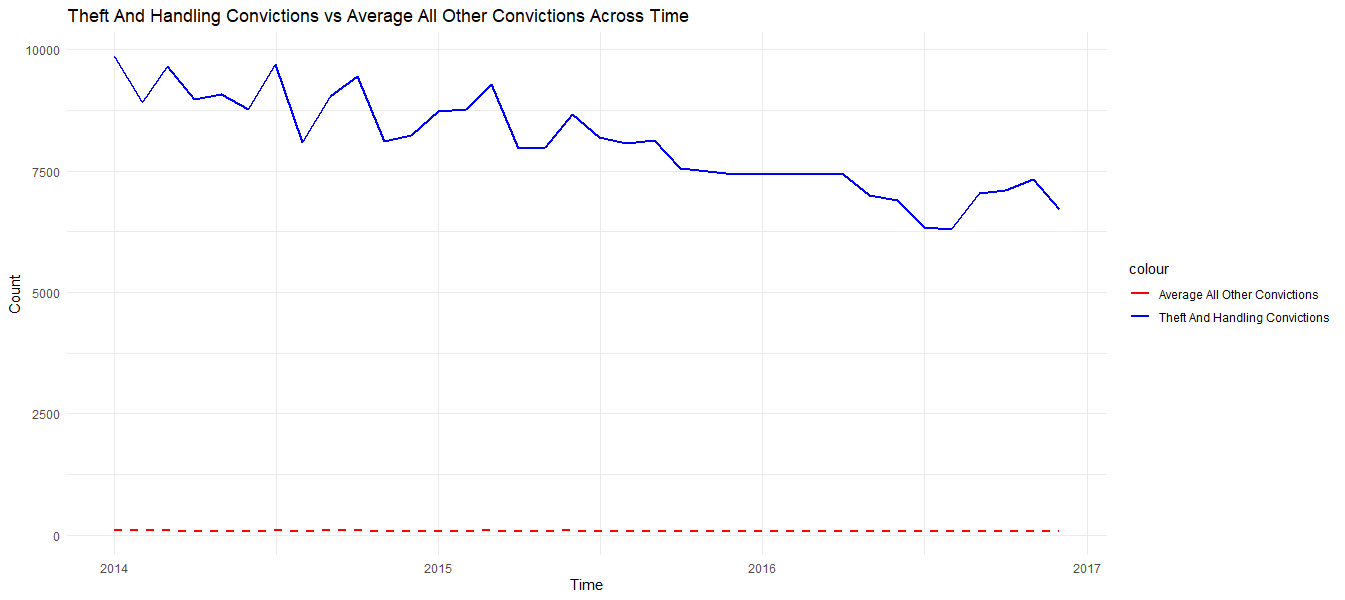 Theft And Handling Convictions vs Average All Other Convictions Across Time
10000
7500
5000
2500
0
Count
2014
2015
2016
2017
Time
colour
Average All Other Convictions
Theft And Handling Convictions